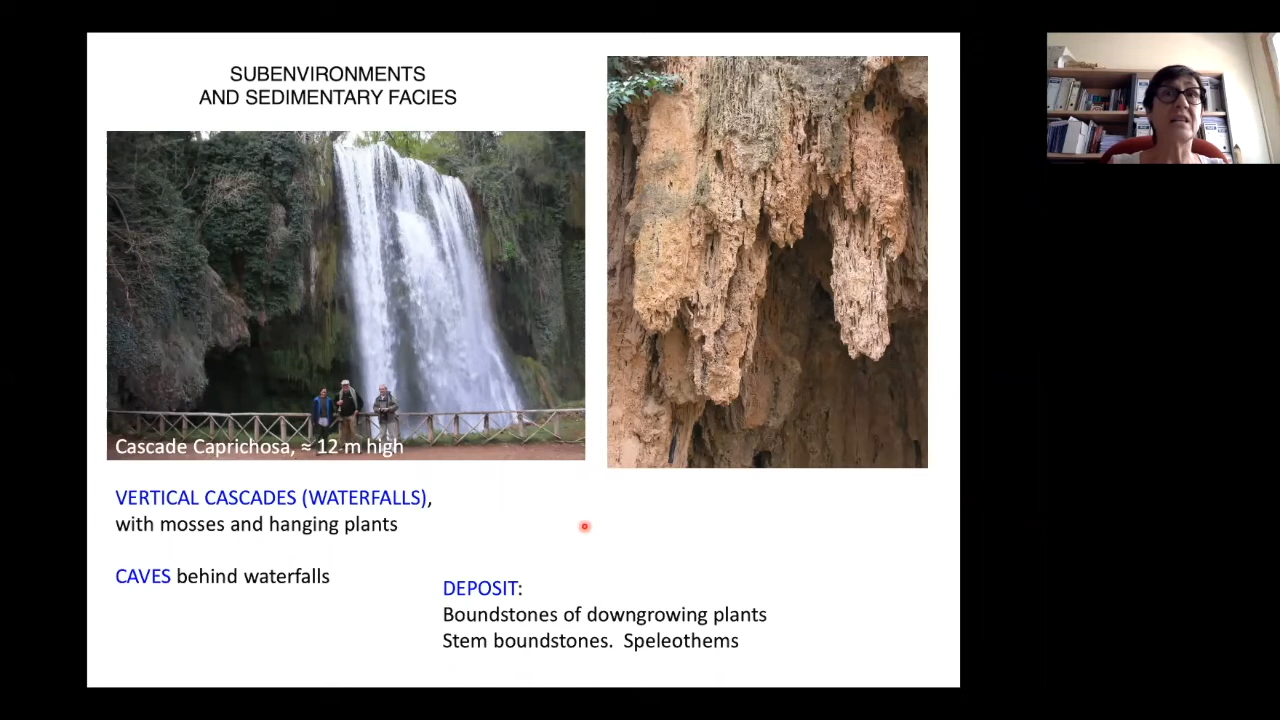 SUBENVIRONMENTS
AND SEDIMENTARY FACIES
Cascade Caprichosa, ≈ 12 m high
VERTICAL CASCADES (WATERFALLS),
with mosses and hanging plants
CAVES behind waterfalls
DEPOSIT:
Boundstones of downgrowing plants
Stem boundstones.  Speleothems